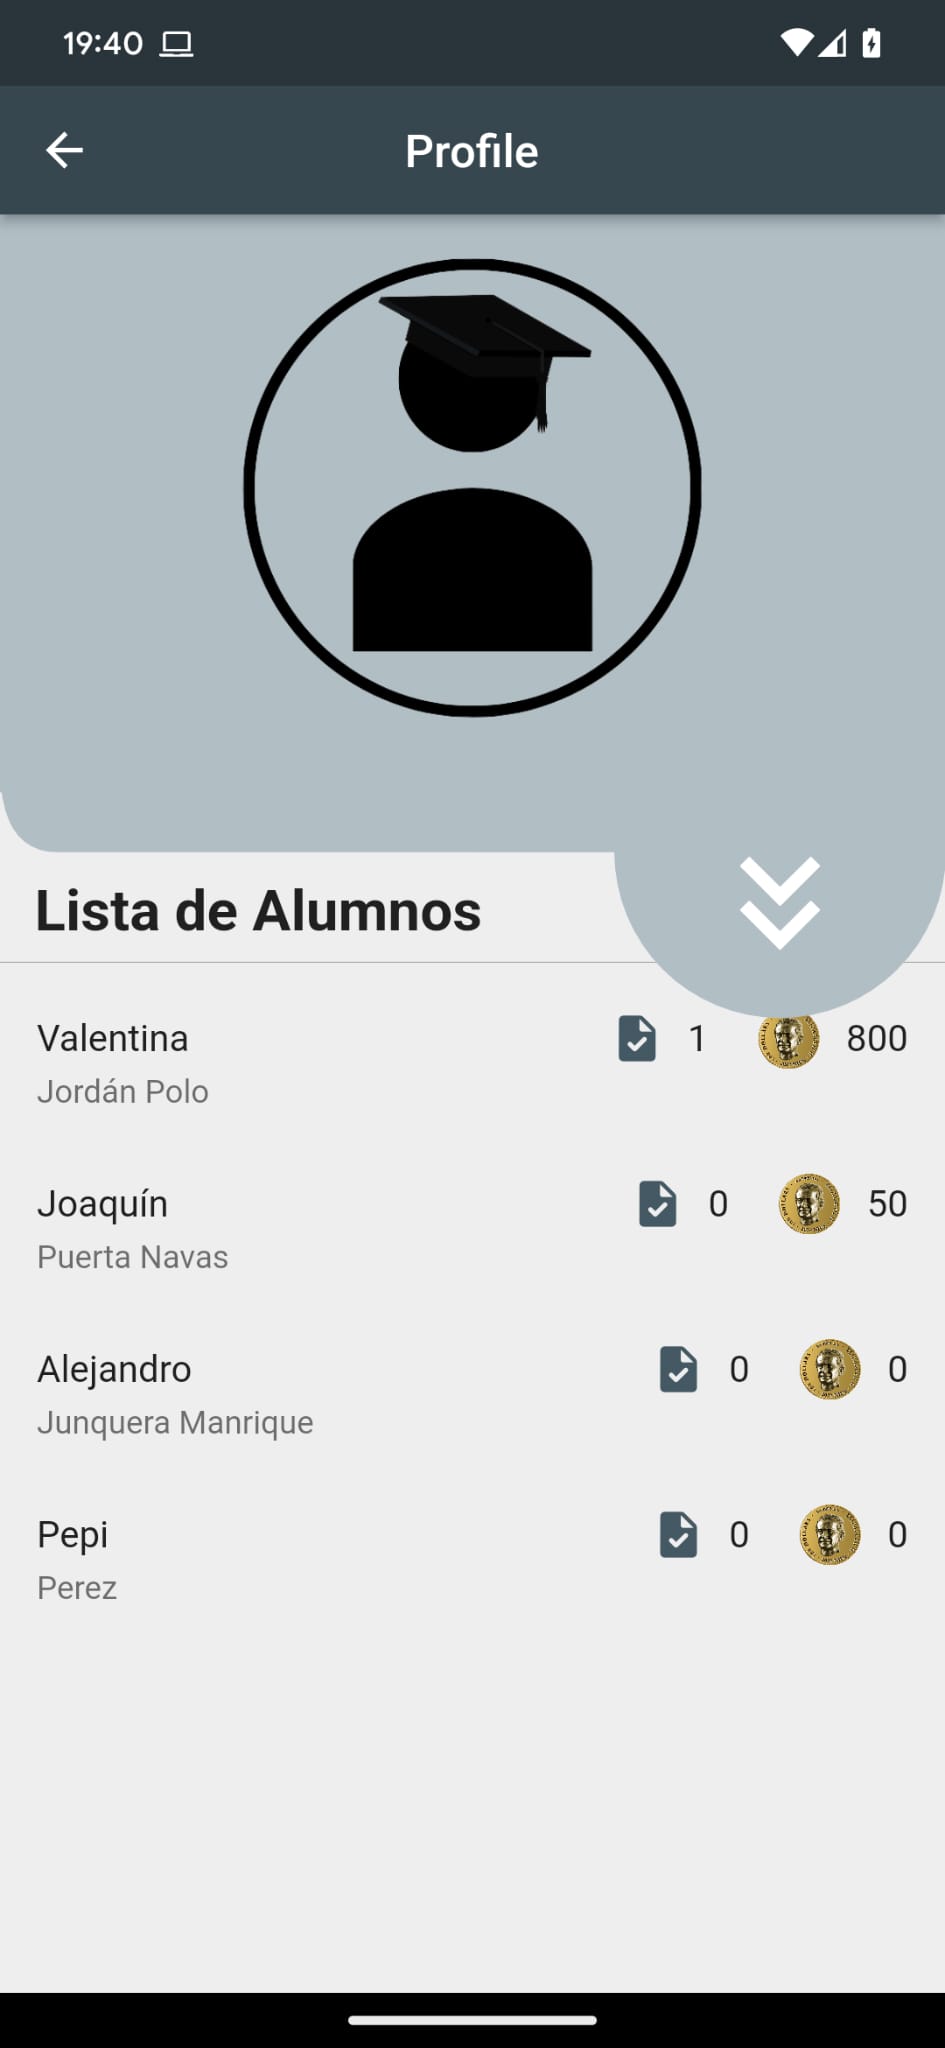 19:40
Profile
Lista de Alumnos
Valentina 1 800
Jordán Polo
Joaquín 0 50
Puerta Navas
Alejandro 0 0
Junquera Manrique
Pepi 0 0
Perez